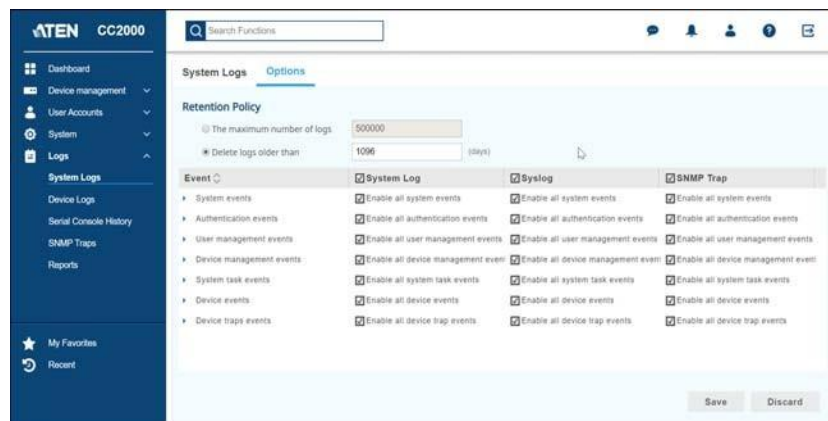 ATEN CC2000
Search Functions
Dashboard
Device management
User Accounts
System
Logs
System Logs
Device Logs
Serial Console History
SNMP Traps
Reports
My Favorites
Recent
System Logs Options
Retention Policy
The maximum number of logs 500000
Delete logs older than 1096 (days)
Event System Log Syslog SNMP Trap
System events Enable all system events Enable all system events Enable all system events
Authentication events Enable all authentication events Enable all authentication events Enable all authentication events
User management events Enable all user management events Enable all user management events Enable all user management events
Device management events Enable all device management event Enable all device management event Enable all device management event
System task events Enable all system task events Enable all system task events Enable all system task events
Device events Enable all device events Enable all device events Enable all device events
Device traps events Enable all device trap events Enable all device trap events Enable all device trap events
Save Discard